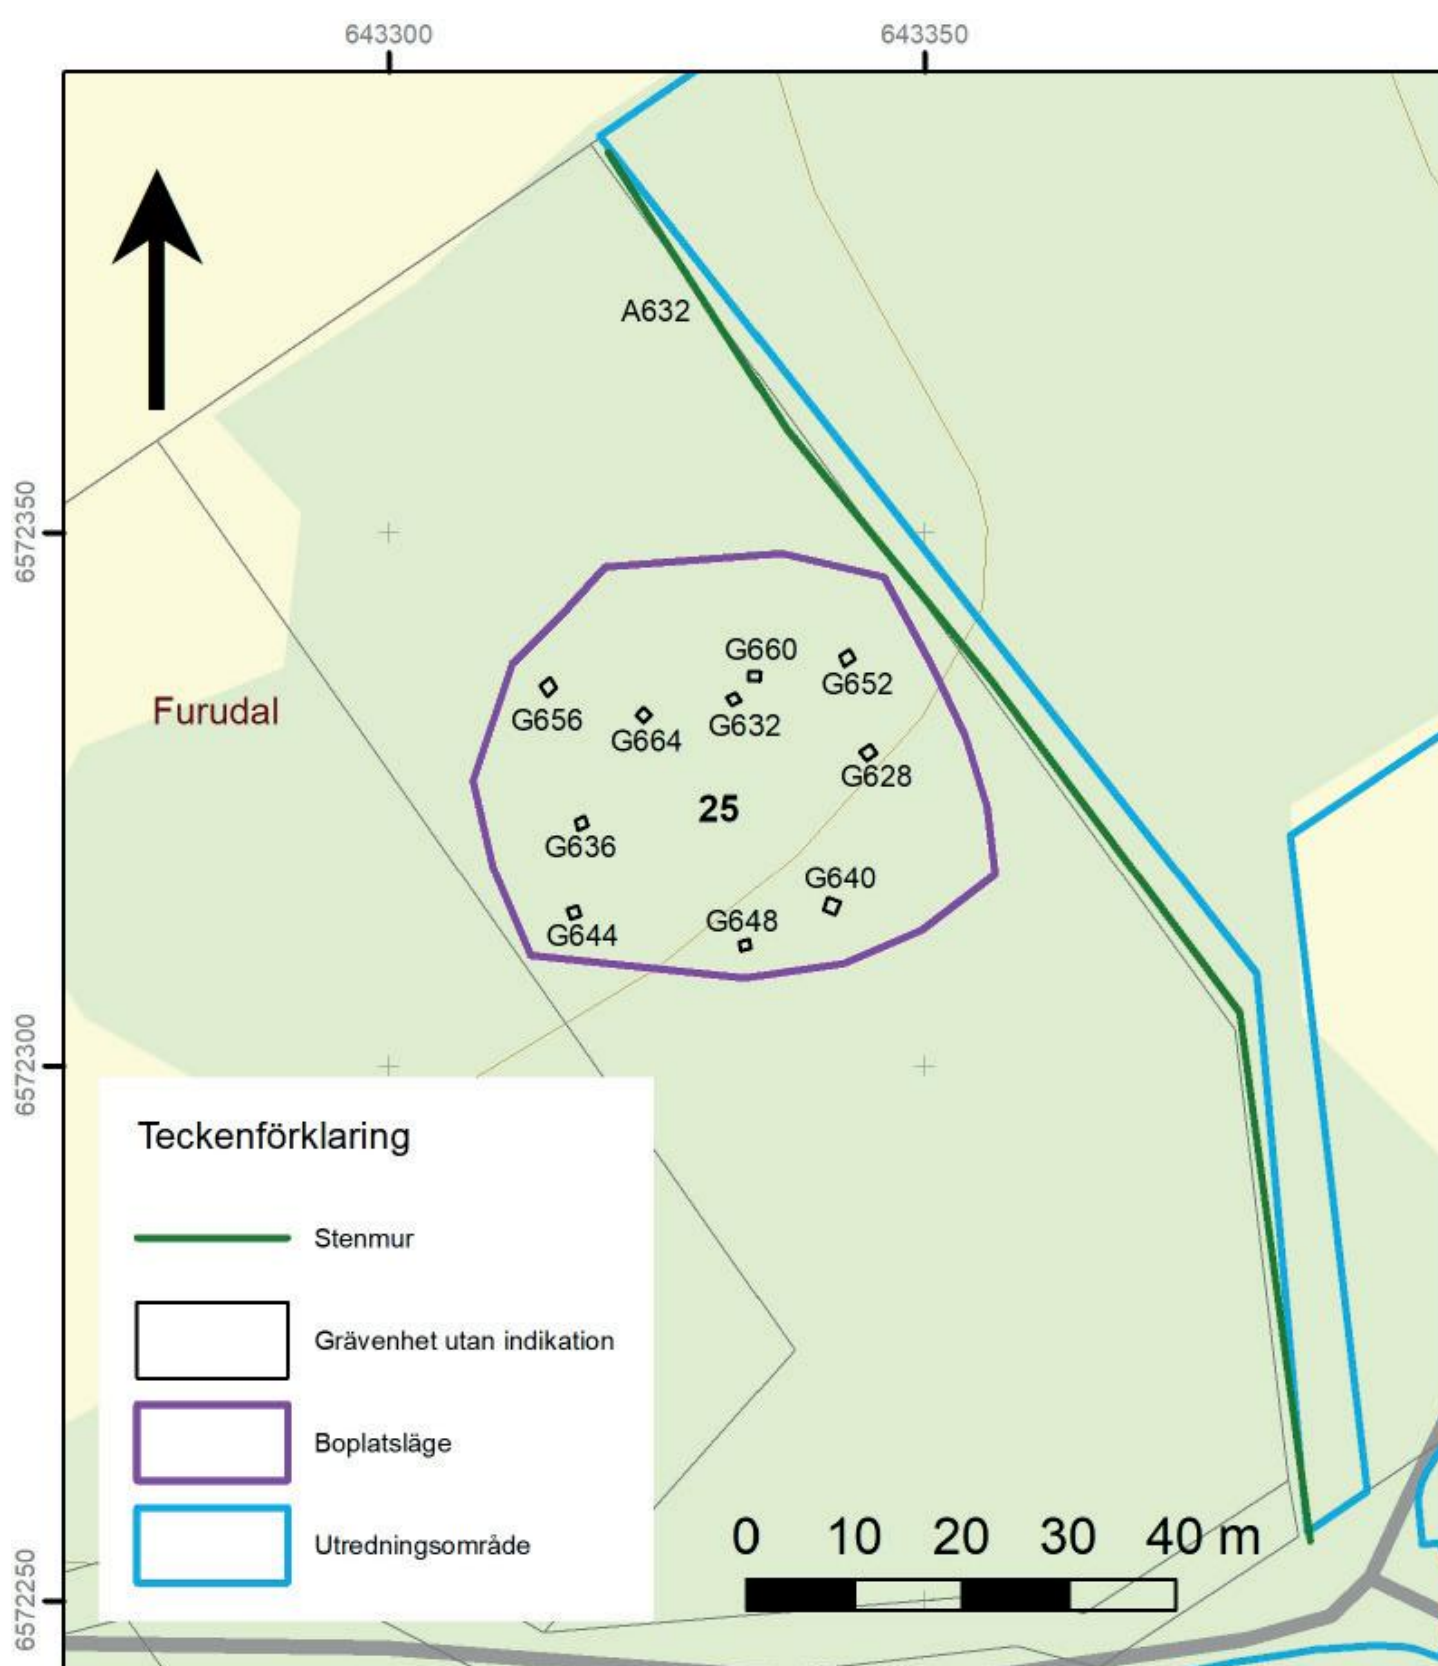 643300 643350
A632
6572350
G660
G652
G656
G632
G664
Furudal
G628
25
G636
G640
G648
G644
6572300
Teckenförklaring
Stenmur
Grävenhet utan indikation
Boplatsläge
Utredningsområde
0 10 20 30 40 m
6572250